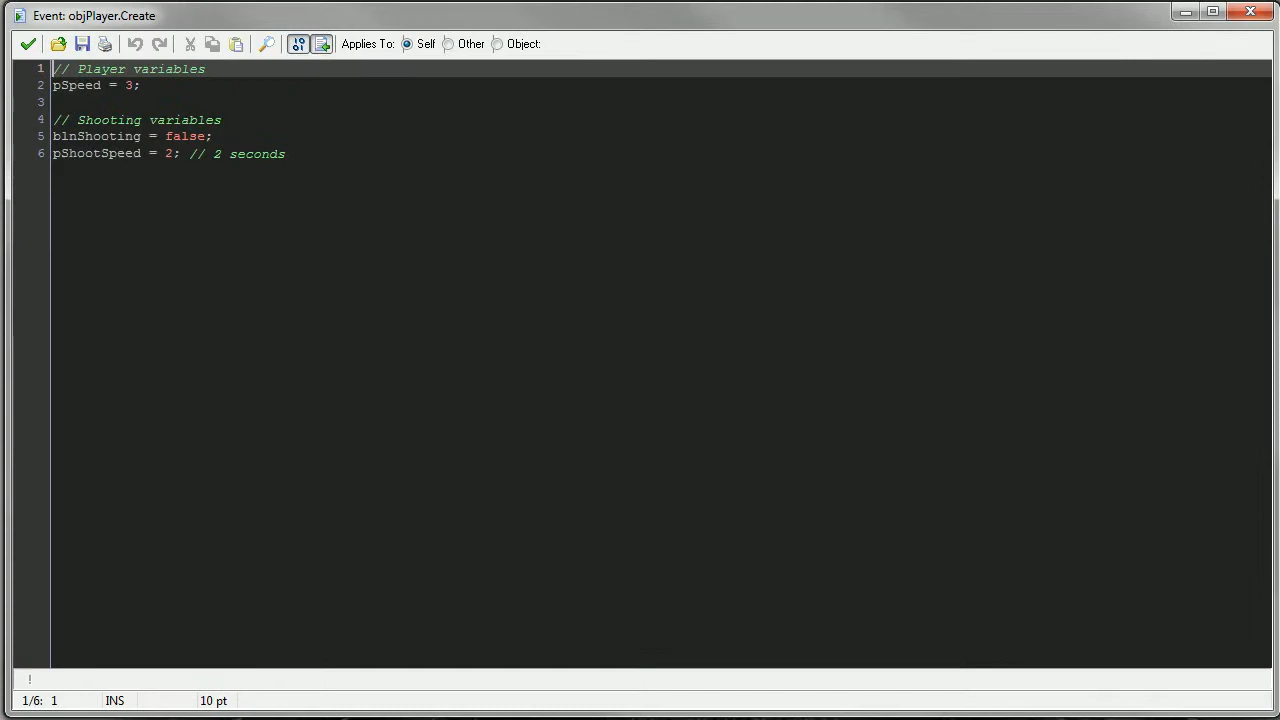 Event: objPlayer.Create
Applies To: Self Other Object:
1 // Player variables
2 pSpeed = 3;
3
4 // Shooting variables
5 blnShooting = false;
6 pShootSpeed = 2; // 2 seconds
!
1/6: 1 INS 10 pt